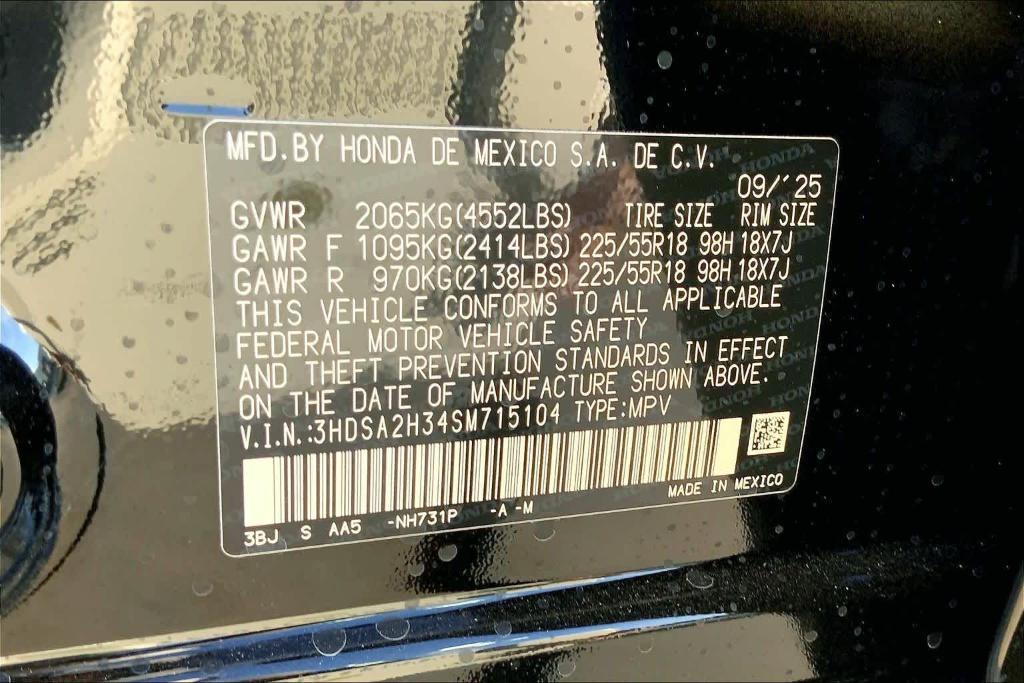 MFD.BY HONDA DE MEXICO S.A. DE C.V.
09/'25
GVWR 2065KG(4552LBS) TIRE SIZE RIM SIZE
GAWR F 1095KG(2414LBS) 225/55R18 98H 18X7J
GAWR R 970KG(2138LBS) 225/55R18 98H 18X7J
THIS VEHICLE CONFORMS TO ALL APPLICABLE
FEDERAL MOTOR VEHICLE SAFETY
AND THEFT PREVENTION STANDARDS IN EFFECT
ON THE DATE OF MANUFACTURE SHOWN ABOVE.
V.I.N.:3HDSA2H34SM715104 TYPE:MPV
MADE IN MEXICO
3BJ S AA5 -NH731P -A -M